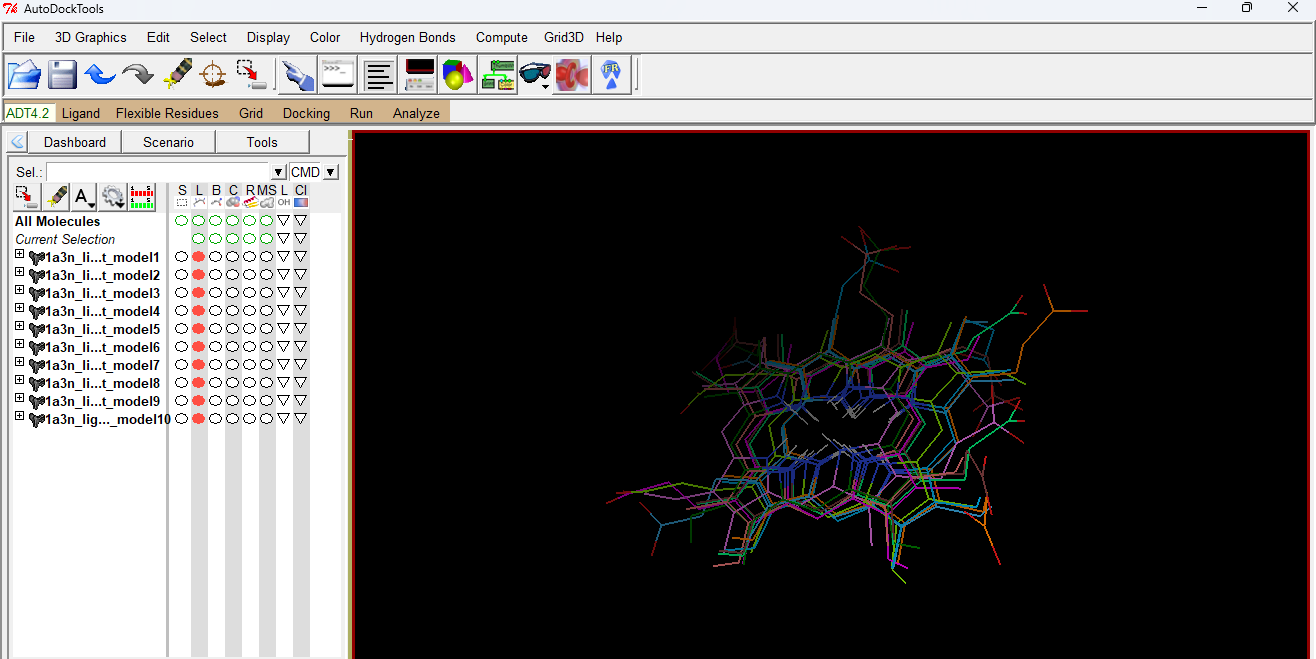 AutoDockTools
File 3D Graphics Edit Select Display Color Hydrogen Bonds Compute Grid3D Help
>>>_
FR
ADT4.2 Ligand Flexible Residues Grid Docking Run Analyze
Dashboard Scenario Tools
Sel.: CMD
A
S L B C R MS L Cl
OH
All Molecules
Current Selection
1a3n_li...t_model1
1a3n_li...t_model2
1a3n_li...t_model3
1a3n_li...t_model4
1a3n_li...t_model5
1a3n_li...t_model6
1a3n_li...t_model7
1a3n_li...t_model8
1a3n_li...t_model9
1a3n_lig..._model10